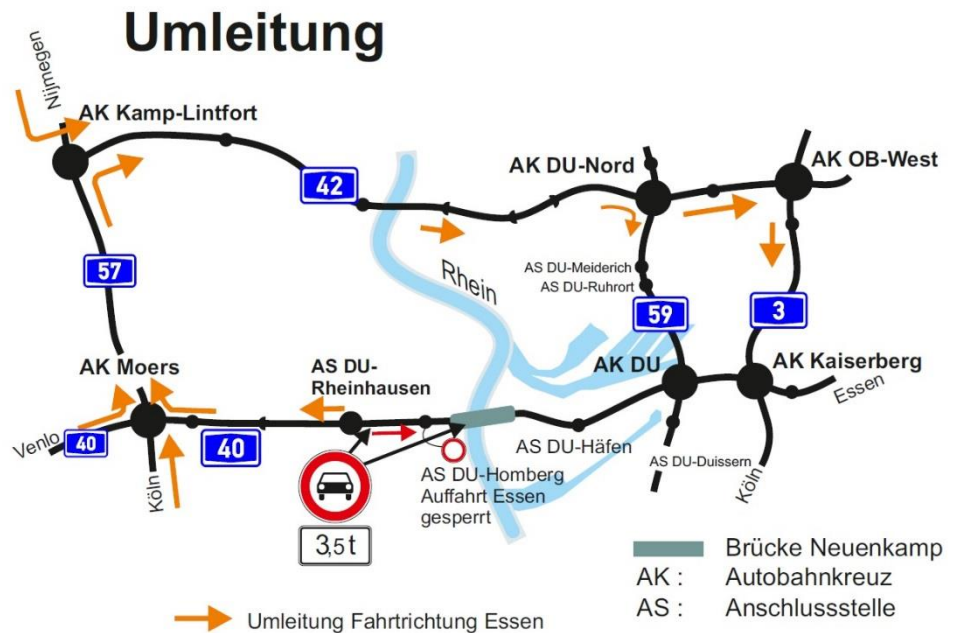 Umleitung
Nijmegen
AK Kamp-Lintfort
42
AK DU-Nord
AK OB-West
57
Rhein
AS DU-Meiderich
AS DU-Ruhrort
59
3
AK Moers
AS DU-
Rheinhausen
AK DU
AK Kaiserberg
Essen
Venlo
40
40
Köln
AS DU-Homberg
Auffahrt Essen
gesperrt
AS DU-Häfen
AS DU-Duissern
Köln
3,5 t
Brücke Neuenkamp
AK : Autobahnkreuz
AS : Anschlussstelle
Umleitung Fahrtrichtung Essen